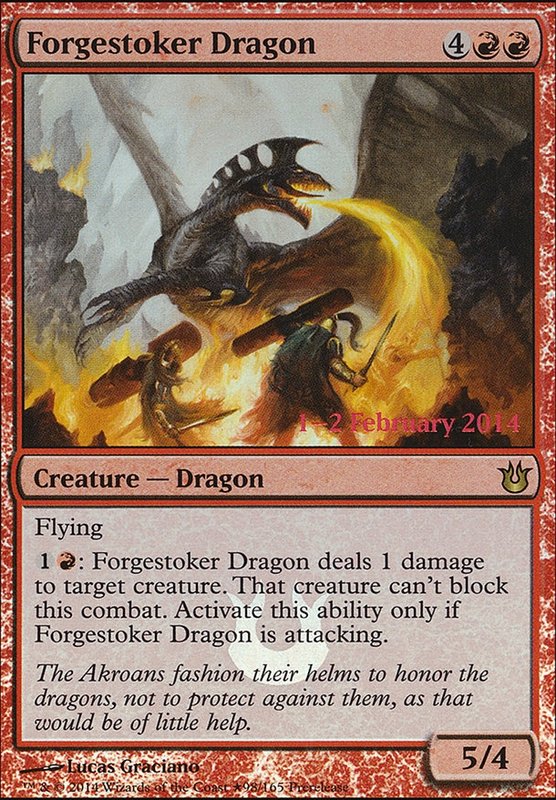 Forgestoker Dragon 4
1–2 February 2014
Creature — Dragon
Flying
1 : Forgestoker Dragon deals 1 damage
to target creature. That creature can't block
this combat. Activate this ability only if
Forgestoker Dragon is attacking.
The Akroans fashion their helms to honor the
dragons, not to protect against them, as that
would be of little help.
Lucas Graciano
5/4
™ & © 2014 Wizards of the Coast ★98/165 Prerelease